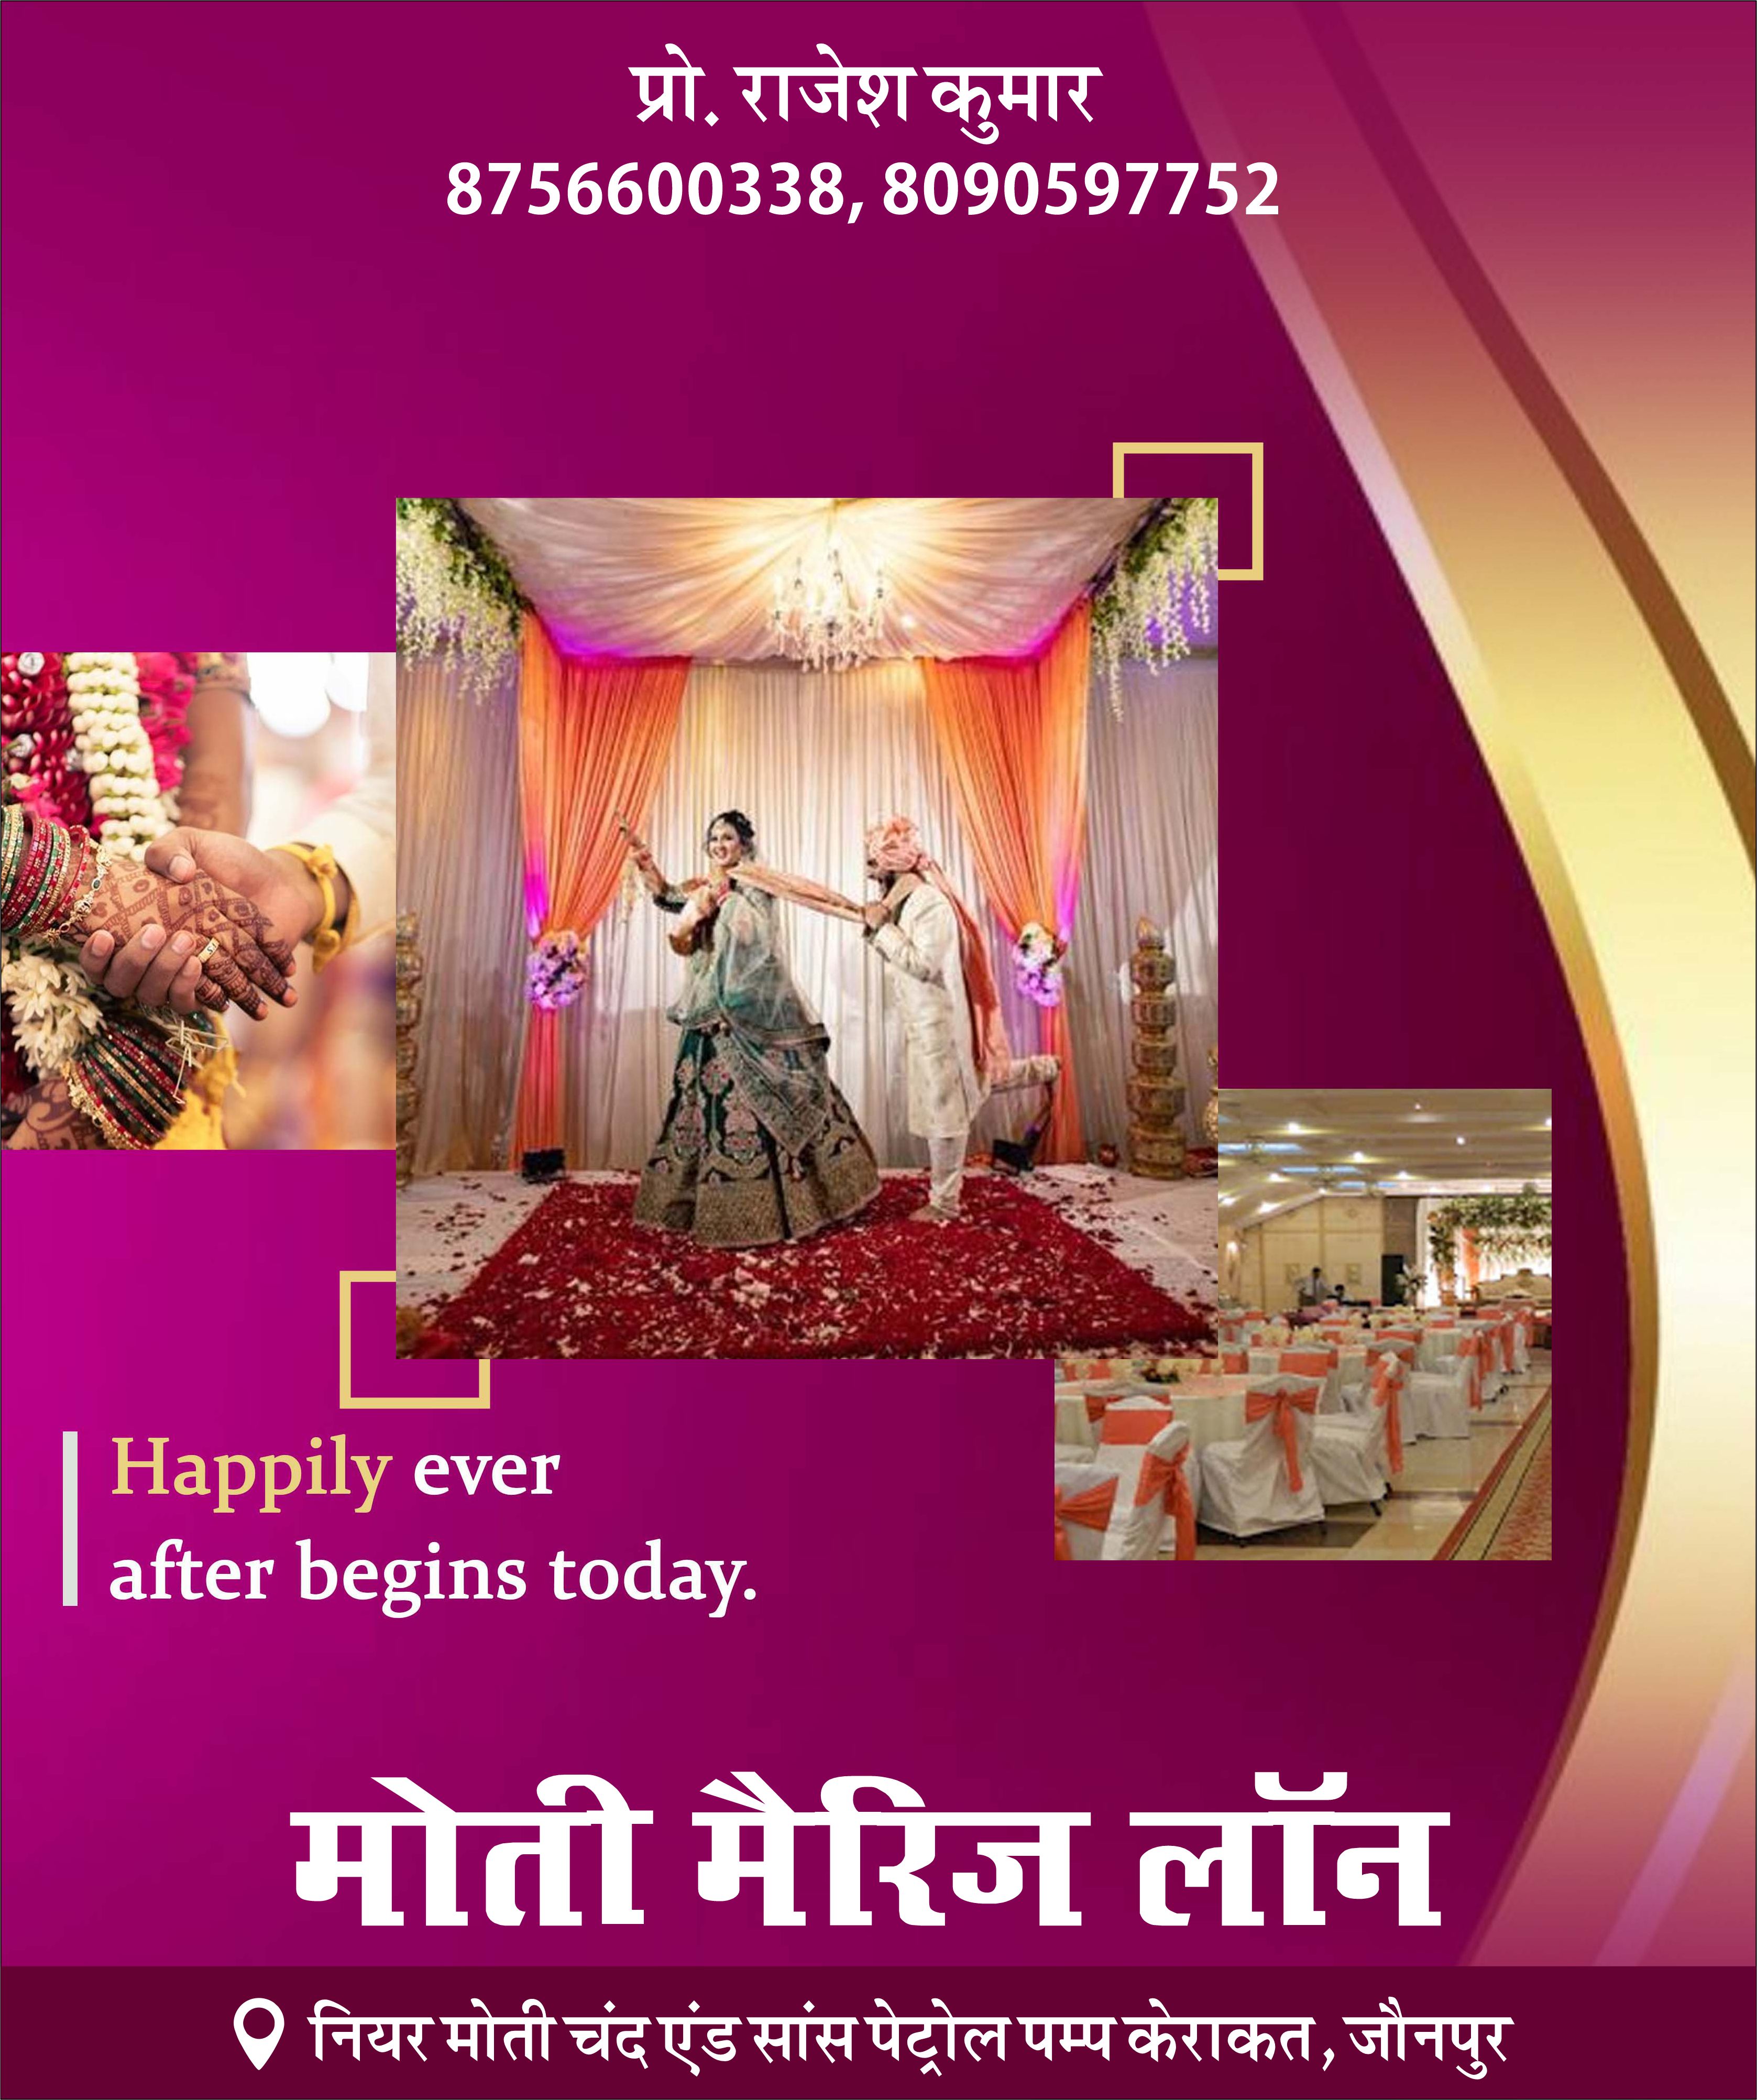 प्रो. राजेश कुमार
8756600338, 8090597752
Happily ever
after begins today.
मोती मैरिज लॉन
नियर मोती चंद एंड सांस पेट्रोल पम्प केराकत, जौनपुर